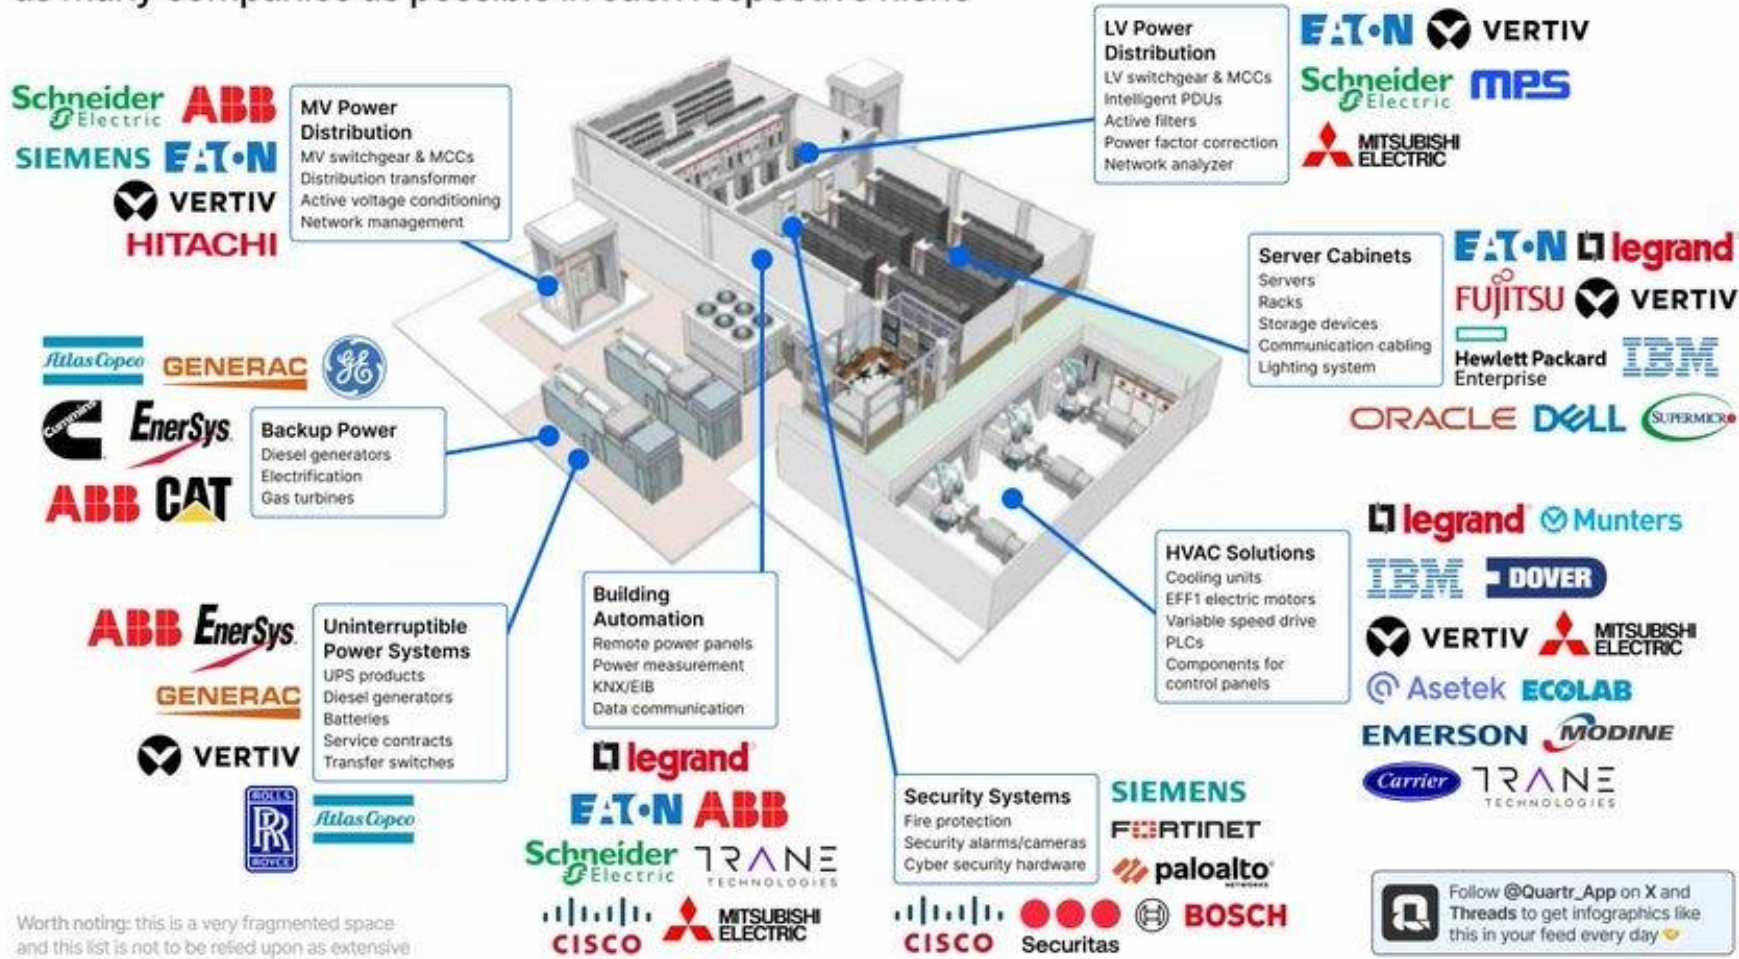 Schneider Electric
ABB
SIEMENS
EATON
VERTIV
HITACHI
MV Power
Distribution
MV switchgear & MCCs
Distribution transformer
Active voltage conditioning
Network management
LV Power
Distribution
LV switchgear & MCCs
Intelligent PDUs
Active filters
Power factor correction
Network analyzer
EATON
VERTIV
Schneider Electric
MPS
MITSUBISHI
ELECTRIC
Server Cabinets
Servers
Racks
Storage devices
Communication cabling
Lighting system
EATON
legrand
FUJITSU
VERTIV
Hewlett Packard
Enterprise
IBM
ORACLE
DELL
SUPERMICRO
Atlas Copco
GENERAC
GE
Cummins
EnerSys
ABB
CAT
Backup Power
Diesel generators
Electrification
Gas turbines
ABB
EnerSys
GENERAC
VERTIV
ROLLS
RR
ROYCE
Atlas Copco
Uninterruptible
Power Systems
UPS products
Diesel generators
Batteries
Service contracts
Transfer switches
Building
Automation
Remote power panels
Power measurement
KNX/EIB
Data communication
legrand
EATON
ABB
Schneider Electric
TRANE
TECHNOLOGIES
CISCO
MITSUBISHI
ELECTRIC
Security Systems
Fire protection
Security alarms/cameras
Cyber security hardware
SIEMENS
FORTINET
paloalto
NETWORKS
CISCO
Securitas
BOSCH
HVAC Solutions
Cooling units
EFF1 electric motors
Variable speed drive
PLCs
Components for
control panels
legrand
Munters
IBM
DOVER
VERTIV
MITSUBISHI
ELECTRIC
Asetek
ECOLAB
EMERSON
MODINE
Carrier
TRANE
TECHNOLOGIES
Worth noting: this is a very fragmented space
and this list is not to be relied upon as extensive
Follow @Quartr_App on X and
Threads to get infographics like
this in your feed every day